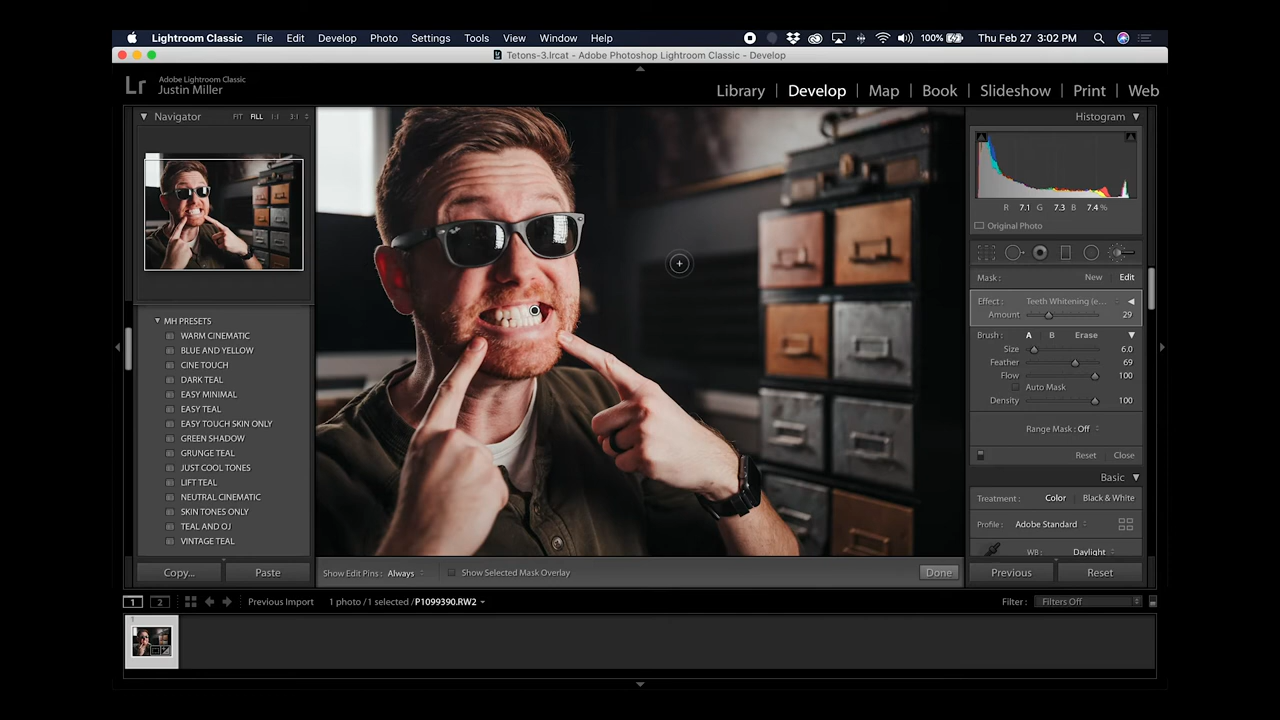 Lightroom Classic File Edit Develop Photo Settings Tools View Window Help 100% Thu Feb 27 3:02 PM
Tetons-3.lrcat - Adobe Photoshop Lightroom Classic - Develop
Lr Adobe Lightroom Classic
Justin Miller
Library | Develop | Map | Book | Slideshow | Print | Web
Navigator FIT FILL 1:1 3:1
Histogram
R 7.1 G 7.3 B 7.4 %
Original Photo
Mask: New Edit
Effect: Teeth Whitening (e...
Amount 29
Brush: A B Erase
Size 6.0
Feather 69
Flow 100
Auto Mask
Density 100
Range Mask: Off
Reset Close
Basic
Treatment: Color Black & White
Profile: Adobe Standard
WB: Daylight
MH PRESETS
WARM CINEMATIC
BLUE AND YELLOW
CINE TOUCH
DARK TEAL
EASY MINIMAL
EASY TEAL
EASY TOUCH SKIN ONLY
GREEN SHADOW
GRUNGE TEAL
JUST COOL TONES
LIFT TEAL
NEUTRAL CINEMATIC
SKIN TONES ONLY
TEAL AND OJ
VINTAGE TEAL
Copy... Paste
Show Edit Pins: Always Show Selected Mask Overlay Done
Previous Reset
1 2 Previous Import 1 photo / 1 selected / P1099390.RW2 Filter: Filters Off
1